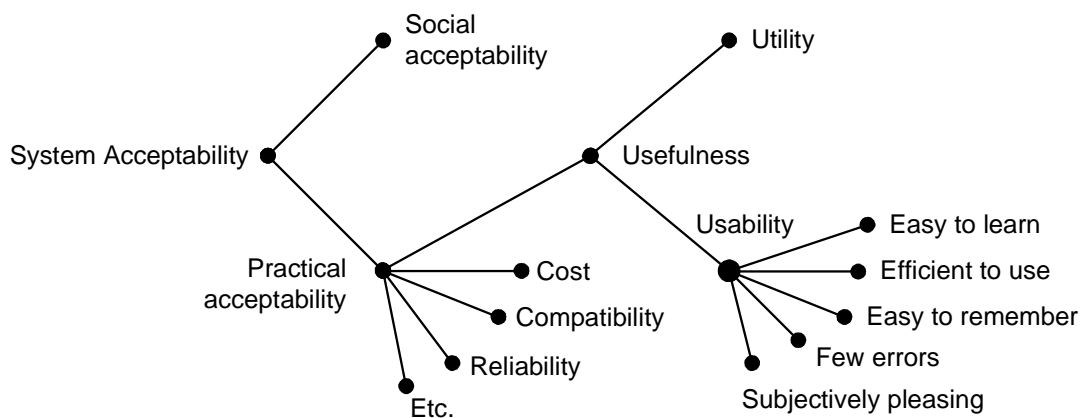 Social
acceptability
Utility
System Acceptability
Usefulness
Usability
Easy to learn
Practical
acceptability
Cost
Efficient to use
Compatibility
Easy to remember
Reliability
Few errors
Etc.
Subjectively pleasing